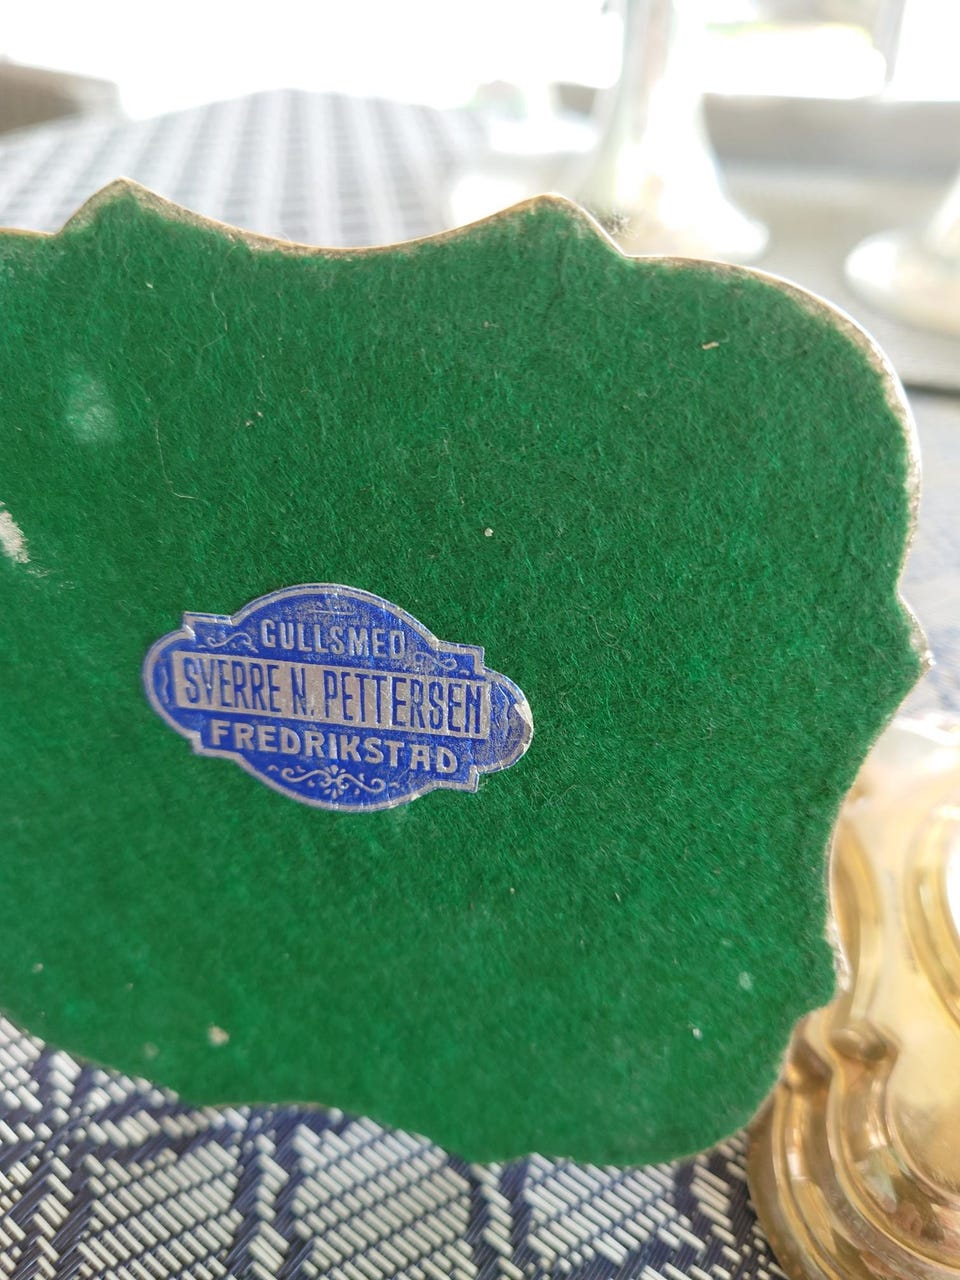 GULLSMED
SVERRE N. PETTERSEN
FREDRIKSTAD